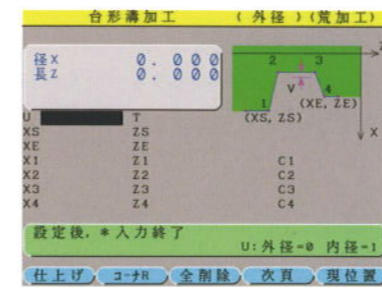 台形溝加工 (外径)(荒加工)
径X 0. 000
長Z 0. 000
Z
2 3
V
1 4
(XE, ZE)
(XS, ZS)
X
U T
XS ZS
XE ZE
X1 Z1 C1
X2 Z2 C2
X3 Z3 C3
X4 Z4 C4
設定後, *入力終了
U:外径=0 内径=1
仕上げ コーナR 全削除 次頁 現位置